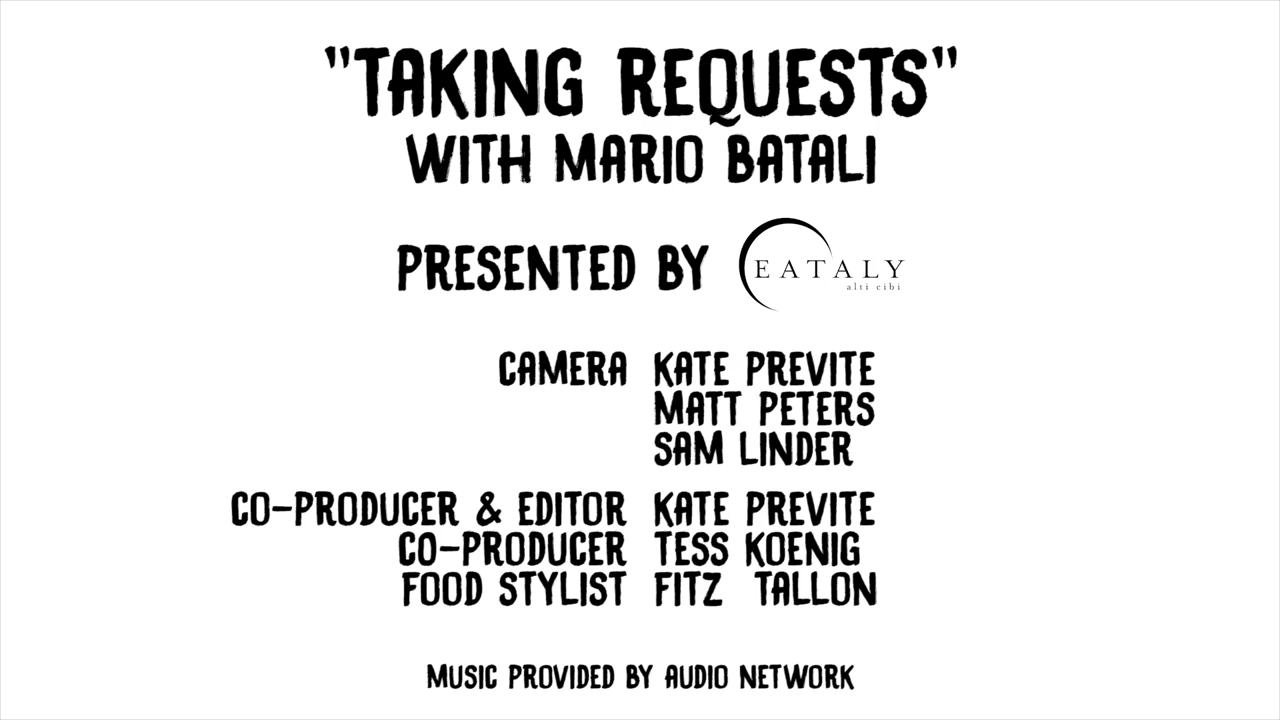 "TAKING REQUESTS"
WITH MARIO BATALI
PRESENTED BY EATALY
alti cibi
CAMERA KATE PREVITE
MATT PETERS
SAM LINDER
CO-PRODUCER & EDITOR KATE PREVITE
CO-PRODUCER TESS KOENIG
FOOD STYLIST FITZ TALLON
MUSIC PROVIDED BY AUDIO NETWORK